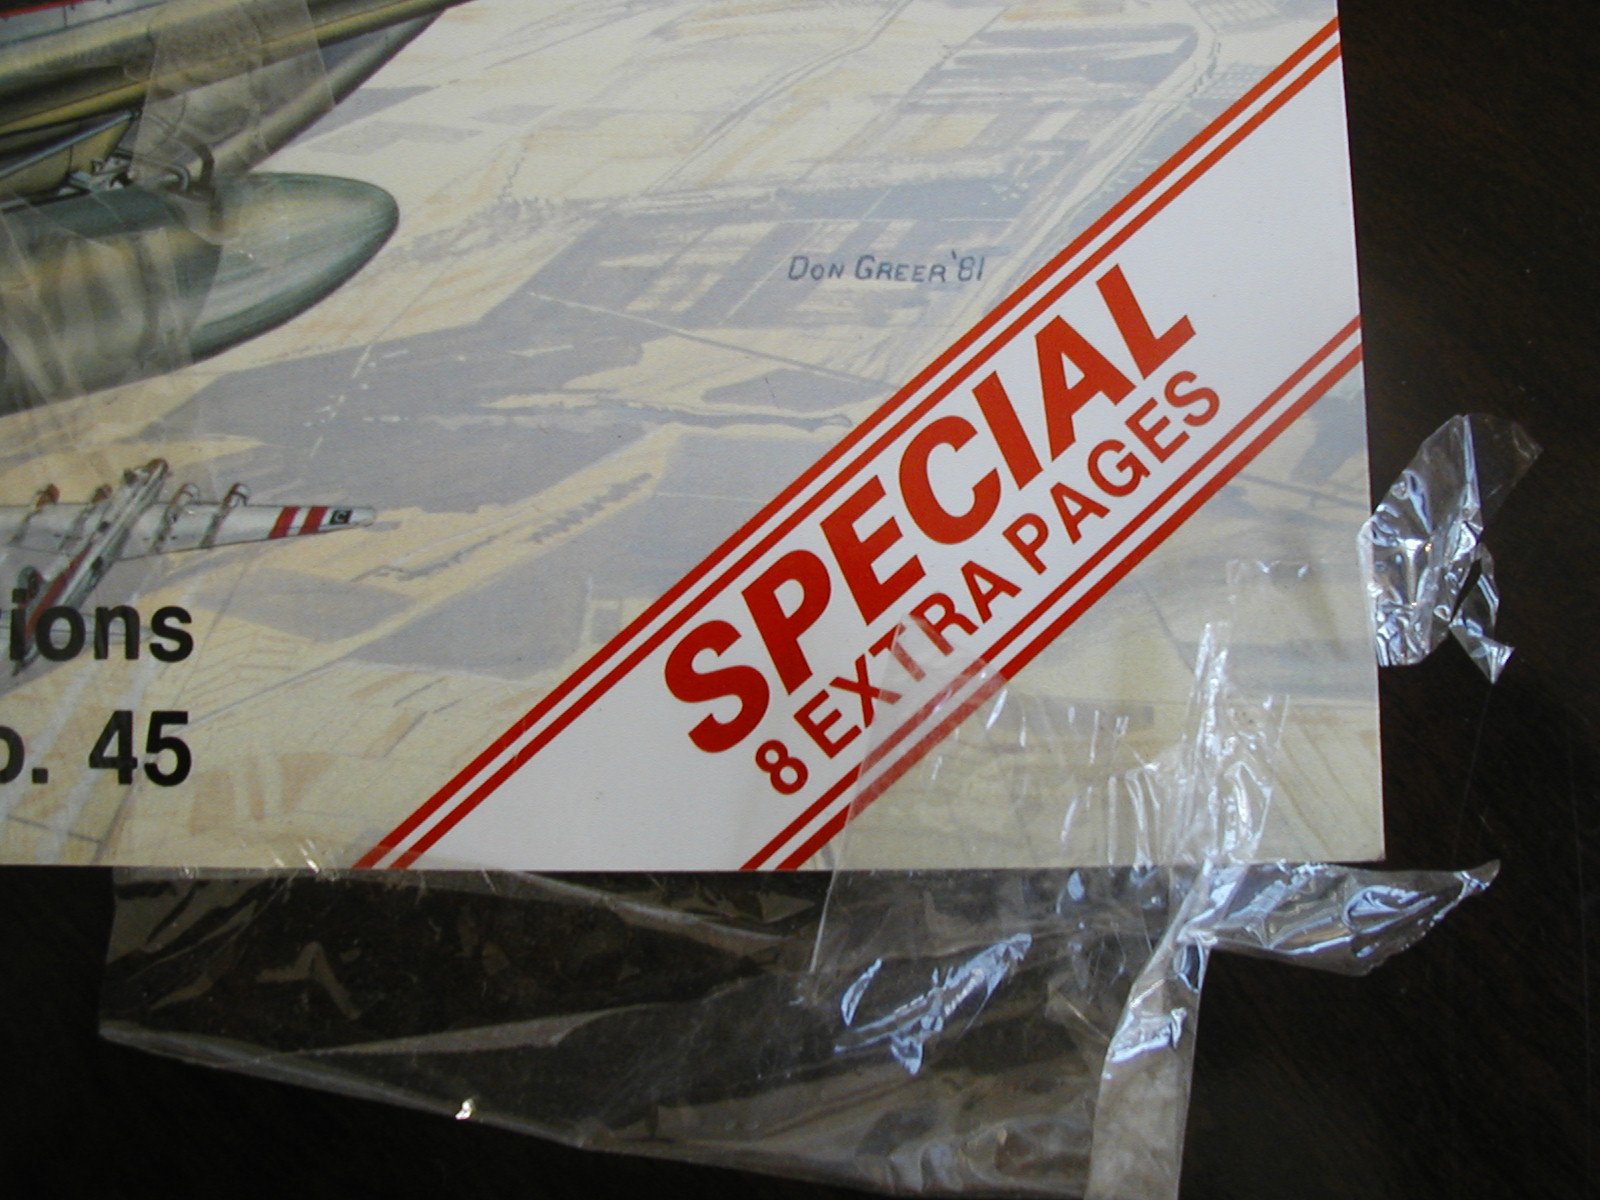 DON GREER '81
SPECIAL
8 EXTRA PAGES
ions
. 45